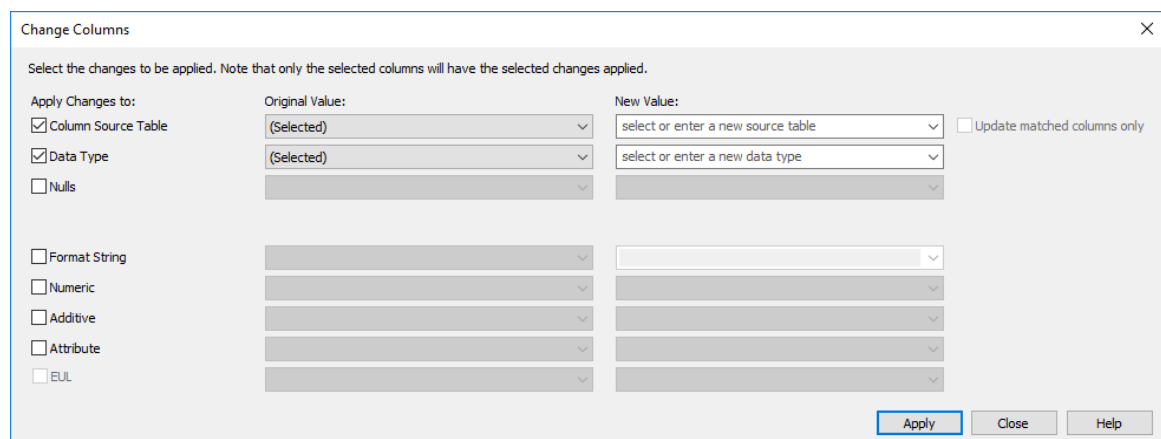 Change Columns
Select the changes to be applied. Note that only the selected columns will have the selected changes applied.
Apply Changes to: Original Value: New Value:
Column Source Table (Selected) select or enter a new source table Update matched columns only
Data Type (Selected) select or enter a new data type
Nulls
Format String
Numeric
Additive
Attribute
EUL
Apply Close Help